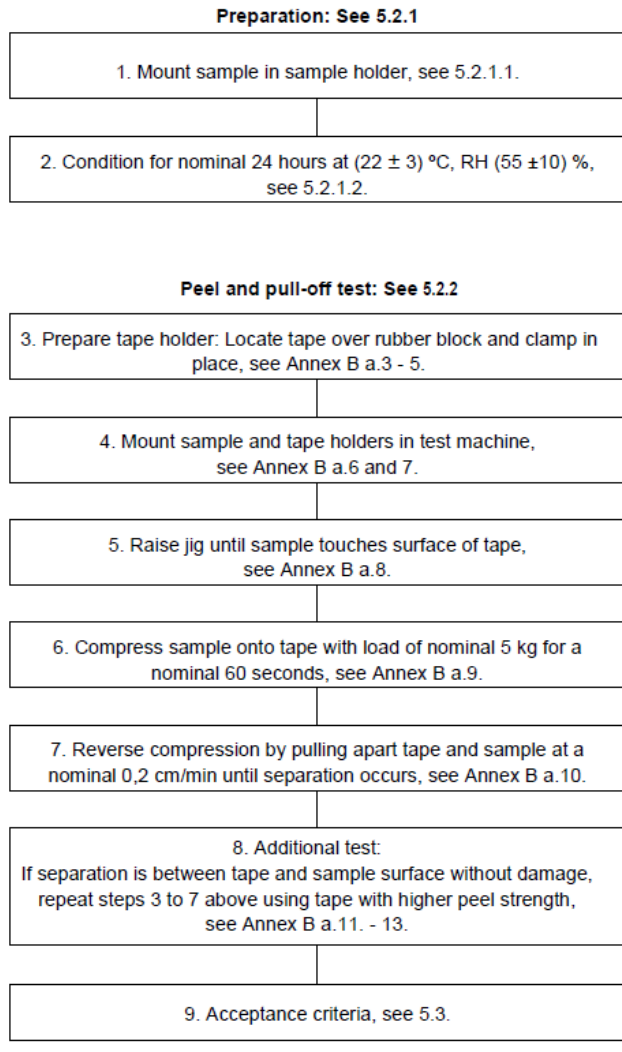 Preparation: See 5.2.1
1. Mount sample in sample holder, see 5.2.1.1.
2. Condition for nominal 24 hours at (22 ± 3) ºC, RH (55 ±10) %,
see 5.2.1.2.
Peel and pull-off test: See 5.2.2
3. Prepare tape holder: Locate tape over rubber block and clamp in
place, see Annex B a.3 - 5.
4. Mount sample and tape holders in test machine,
see Annex B a.6 and 7.
5. Raise jig until sample touches surface of tape,
see Annex B a.8.
6. Compress sample onto tape with load of nominal 5 kg for a
nominal 60 seconds, see Annex B a.9.
7. Reverse compression by pulling apart tape and sample at a
nominal 0,2 cm/min until separation occurs, see Annex B a.10.
8. Additional test:
If separation is between tape and sample surface without damage,
repeat steps 3 to 7 above using tape with higher peel strength,
see Annex B a.11. - 13.
9. Acceptance criteria, see 5.3.